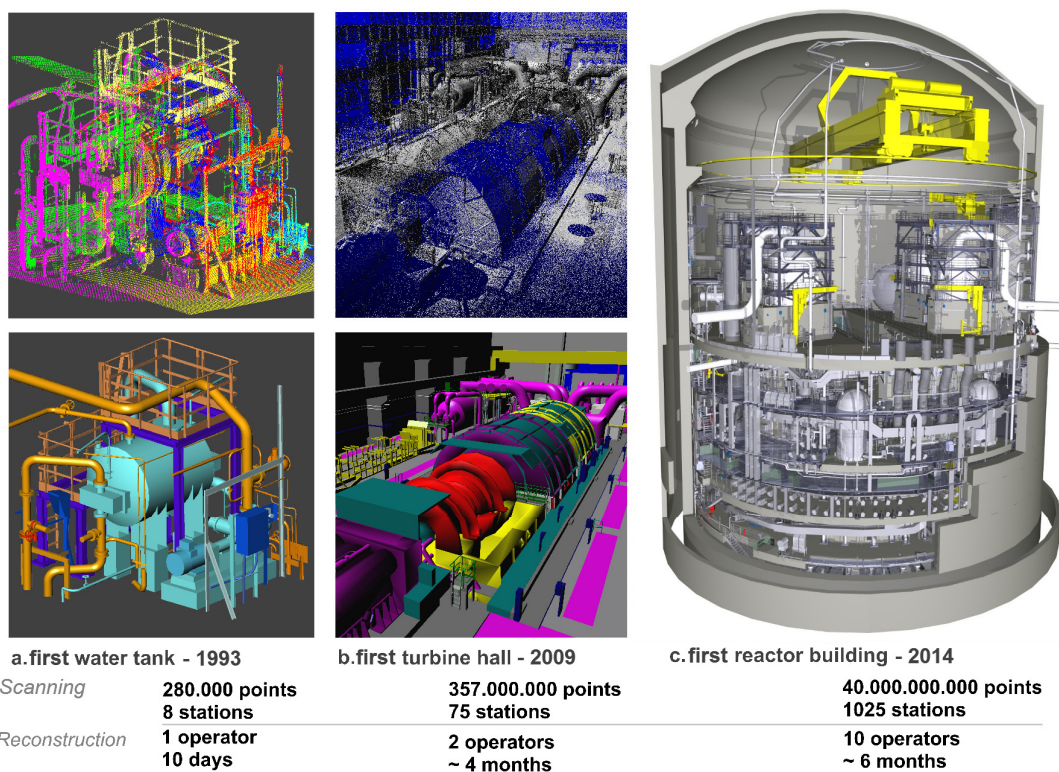 a.first water tank - 1993
b.first turbine hall - 2009
c.first reactor building - 2014
Scanning
280.000 points
357.000.000 points
40.000.000.000 points
8 stations
75 stations
1025 stations
Reconstruction
1 operator
2 operators
10 operators
10 days
~ 4 months
~ 6 months